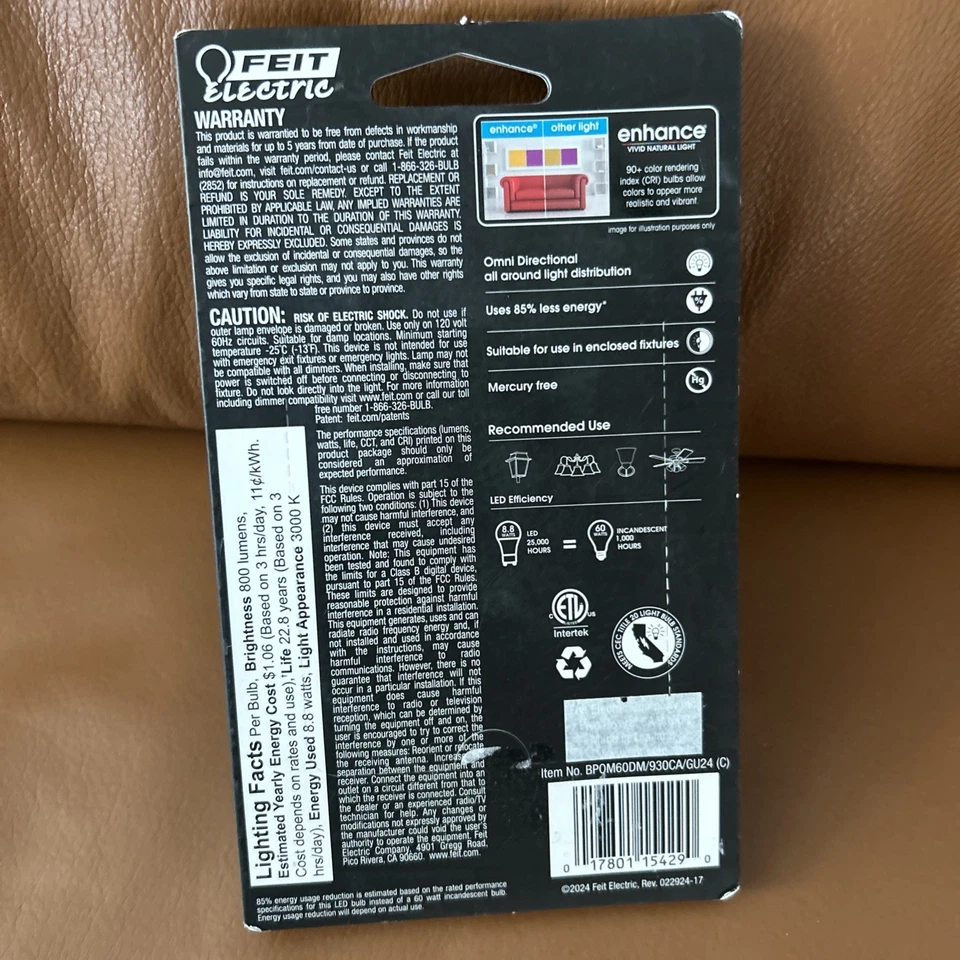 FEIT
ELECTRIC
WARRANTY
This product is warrantied to be free from defects in workmanship
and materials for up to 5 years from date of purchase. If the product
fails within the warranty period, please contact Feit Electric at
info@feit.com, visit feit.com/contact-us or call 1-866-326-BULB
(2852) for instructions on replacement or refund. REPLACEMENT OR
REFUND IS YOUR SOLE REMEDY. EXCEPT TO THE EXTENT
PROHIBITED BY APPLICABLE LAW, ANY IMPLIED WARRANTIES ARE
LIMITED IN DURATION TO THE DURATION OF THIS WARRANTY.
LIABILITY FOR INCIDENTAL OR CONSEQUENTIAL DAMAGES IS
HEREBY EXPRESSLY EXCLUDED. Some states and provinces do not
allow the exclusion of incidental or consequential damages, so the
above limitation or exclusion may not apply to you. This warranty
gives you specific legal rights, and you may also have other rights
which vary from state to state or province to province.
CAUTION: RISK OF ELECTRIC SHOCK. Do not use if
outer lamp envelope is damaged or broken. Use only on 120 volt
60Hz circuits. Suitable for damp locations. Minimum starting
temperature -25°C (-13°F). This device is not intended for use
with emergency exit fixtures or emergency lights. Lamp may not
be compatible with all dimmers. When installing, make sure that
power is switched off before connecting or disconnecting to
fixture. Do not look directly into the light. For more information
including dimmer compatibility visit www.feit.com or call our toll
free number 1-866-326-BULB.
Patent: feit.com/patents
The performance specifications (lumens,
watts, life, CCT, and CRI) printed on this
product package should only be
considered an approximation of
expected performance.
This device complies with part 15 of the
FCC Rules. Operation is subject to the
following two conditions: (1) This device
may not cause harmful interference, and
(2) this device must accept any
interference received, including
interference that may cause undesired
operation. Note: This equipment has
been tested and found to comply with
the limits for a Class B digital device,
pursuant to part 15 of the FCC Rules.
These limits are designed to provide
reasonable protection against harmful
interference in a residential installation.
This equipment generates, uses and can
radiate radio frequency energy and, if
not installed and used in accordance
with the instructions, may cause
harmful interference to radio
communications. However, there is no
guarantee that interference will not
occur in a particular installation. If this
equipment does cause harmful
interference to radio or television
reception, which can be determined by
turning the equipment off and on, the
user is encouraged to try to correct the
interference by one or more of the
following measures: Reorient or relocate
the receiving antenna. Increase
separation between the equipment and
receiver. Connect the equipment into an
outlet on a circuit different from that to
which the receiver is connected. Consult
the dealer or an experienced radio/TV
technician for help. Any changes or
modifications not expressly approved by
the manufacturer could void the user's
authority to operate the equipment. Feit
Electric Company, 4901 Gregg Road,
Pico Rivera, CA 90660. www.feit.com.
Lighting Facts Per Bulb, Brightness 800 lumens,
Estimated Yearly Energy Cost $1.06 (Based on 3 hrs/day, 11¢/kWh.
Cost depends on rates and use), Life 22.8 years (Based on 3
hrs/day), Energy Used 8.8 watts, Light Appearance 3000 K
85% energy usage reduction is estimated based on the rated performance
specifications for this LED bulb instead of a 60 watt incandescent bulb.
Energy usage reduction will depend on actual use.
enhance® other light
enhance®
VIVID NATURAL LIGHT
90+ color rendering
index (CRI) bulbs allow
colors to appear more
realistic and vibrant.
image for illustration purposes only
Omni Directional
all around light distribution
Uses 85% less energy*
%
Suitable for use in enclosed fixtures
Mercury free
Hg
Recommended Use
LED Efficiency
8.8
WATTS
LED
25,000
HOURS
=
60
WATTS
INCANDESCENT
1,000
HOURS
C ETL US
Intertek
MEETS CEC TITLE 20 LIGHT BULB STANDARDS
Item No. BPOM60DM/930CA/GU24 (C)
0 17801 15429 0
©2024 Feit Electric, Rev. 022924-17